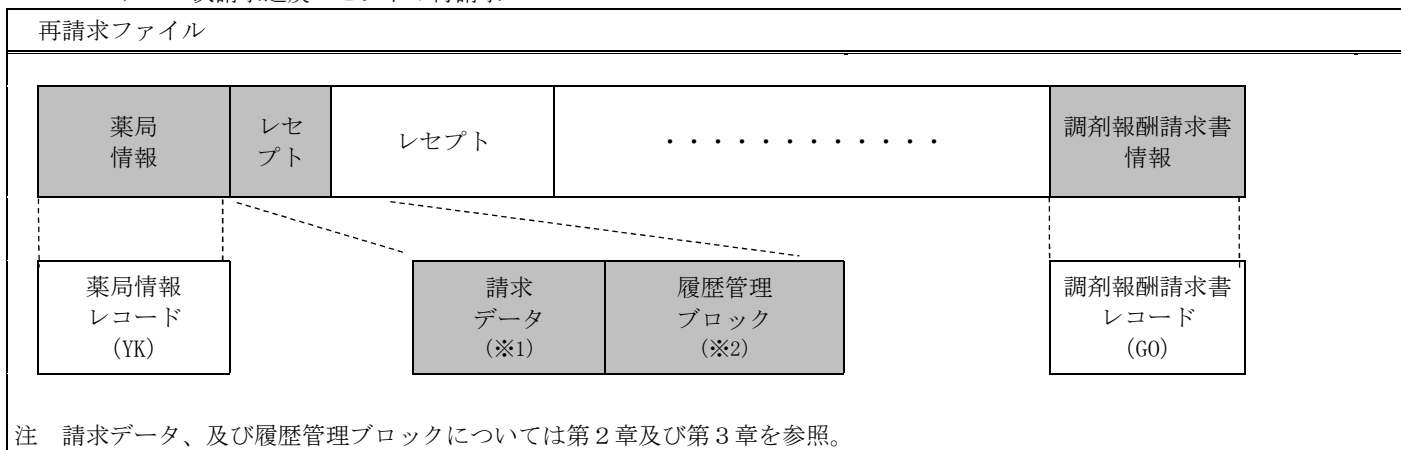 再請求ファイル
薬局
情報
レセ
プト
レセプト
・・・・・・・・・・・・
調剤報酬請求書
情報
薬局情報
レコード
(YK)
請求
データ
(※1)
履歴管理
ブロック
(※2)
調剤報酬請求書
レコード
(GO)
注　請求データ、及び履歴管理ブロックについては第2章及び第3章を参照。